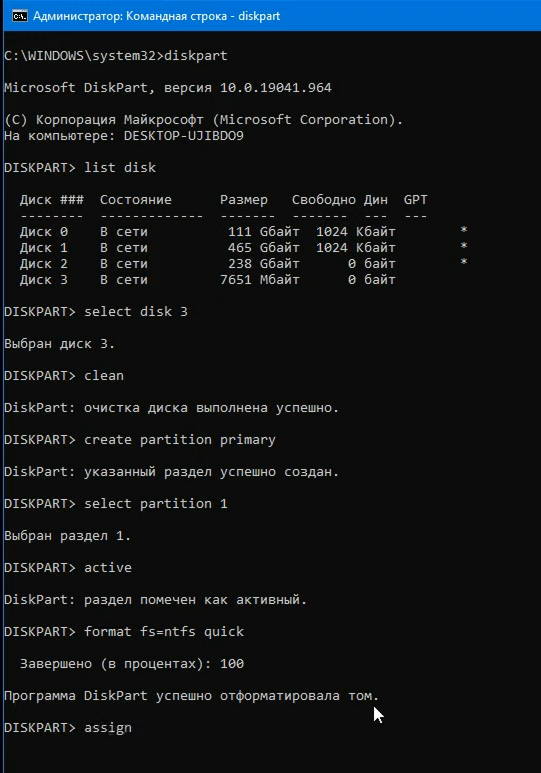 Администратор: Командная строка - diskpart
C:\WINDOWS\system32>diskpart
Microsoft DiskPart, версия 10.0.19041.964
(C) Корпорация Майкрософт (Microsoft Corporation).
На компьютере: DESKTOP-UJIBDO9
DISKPART> list disk
Диск ###  Состояние      Размер   Свободно Дин  GPT
--------  -------------  -------  -------  ---  ---
Диск 0    В сети          111 Gбайт  1024 Kбайт        *
Диск 1    В сети          465 Gбайт  1024 Kбайт        *
Диск 2    В сети          238 Gбайт      0 байт        *
Диск 3    В сети         7651 Mбайт      0 байт
DISKPART> select disk 3
Выбран диск 3.
DISKPART> clean
DiskPart: очистка диска выполнена успешно.
DISKPART> create partition primary
DiskPart: указанный раздел успешно создан.
DISKPART> select partition 1
Выбран раздел 1.
DISKPART> active
DiskPart: раздел помечен как активный.
DISKPART> format fs=ntfs quick
Завершено (в процентах): 100
Программа DiskPart успешно отформатировала том.
DISKPART> assign